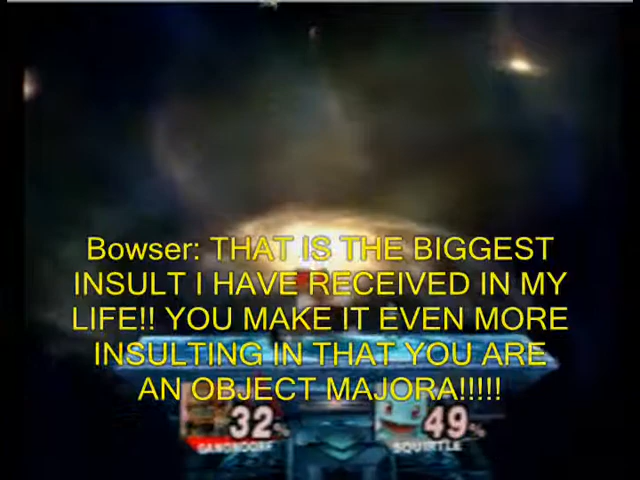 Bowser: THAT IS THE BIGGEST
INSULT I HAVE RECEIVED IN MY
LIFE!! YOU MAKE IT EVEN MORE
INSULTING IN THAT YOU ARE
AN OBJECT MAJORA!!!!!
32% 49%
GANONDORF SQUIRTLE